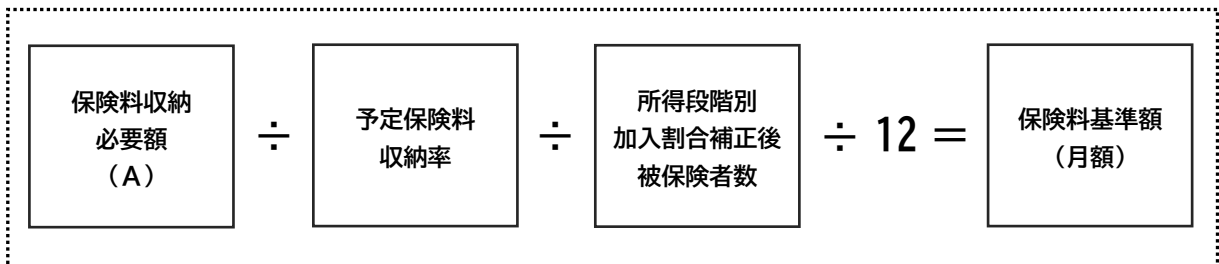 保険料収納
必要額
（A）
÷
予定保険料
収納率
÷
所得段階別
加入割合補正後
被保険者数
÷ 12 ＝
保険料基準額
（月額）